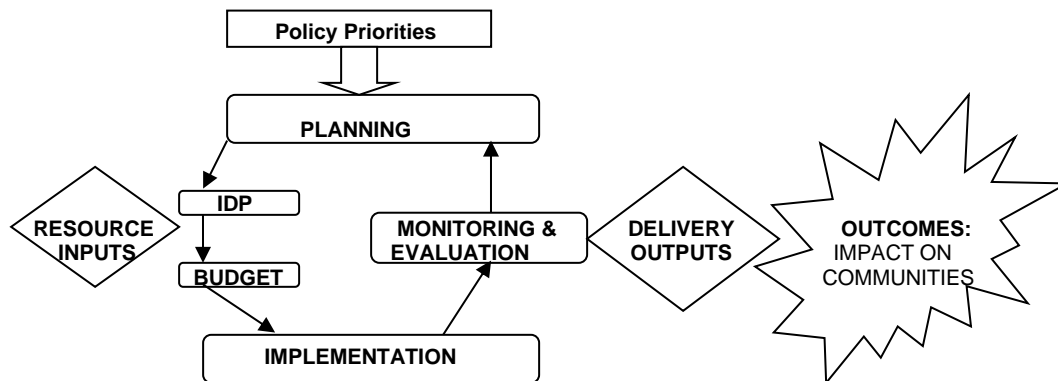 Policy Priorities
PLANNING
IDP
RESOURCE
INPUTS
BUDGET
MONITORING &
EVALUATION
DELIVERY
OUTPUTS
OUTCOMES:
IMPACT ON
COMMUNITIES
IMPLEMENTATION